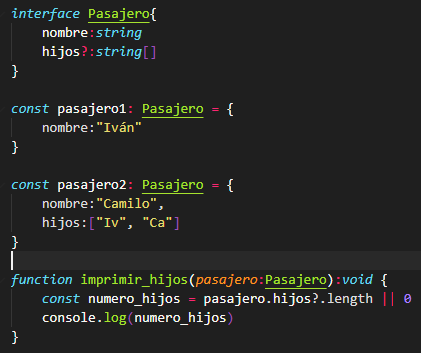 interface Pasajero{
    nombre:string
    hijos?:string[]
}

const pasajero1: Pasajero = {
    nombre:"Iván"
}

const pasajero2: Pasajero = {
    nombre:"Camilo",
    hijos:["Iv", "Ca"]
}

function imprimir_hijos(pasajero:Pasajero):void {
    const numero_hijos = pasajero.hijos?.length || 0
    console.log(numero_hijos)
}